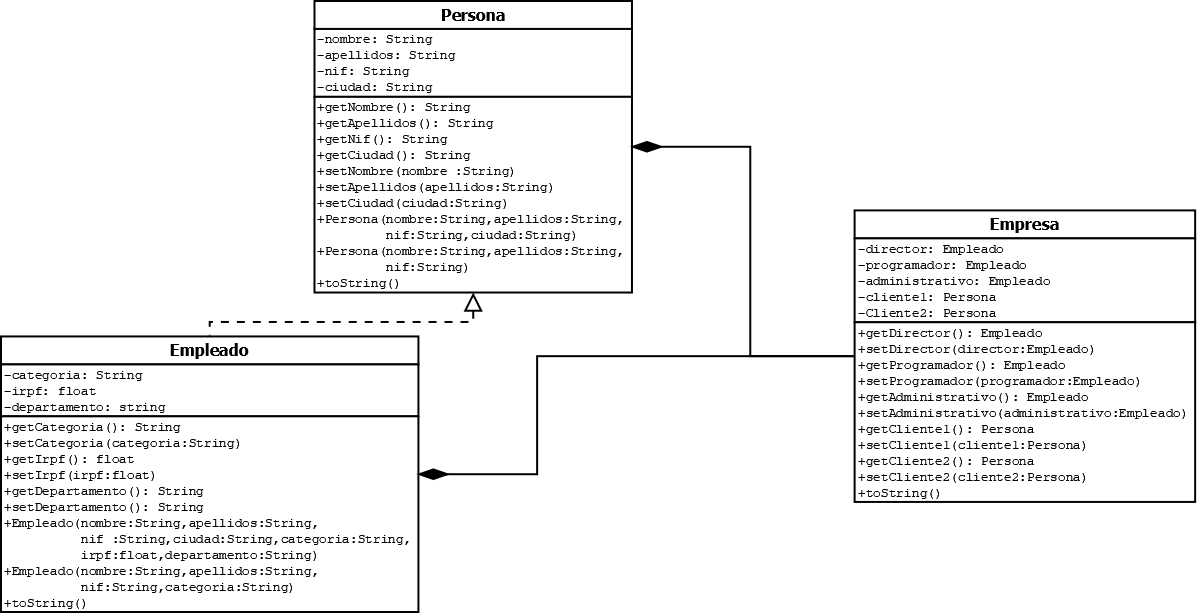 Persona
-nombre: String
-apellidos: String
-nif: String
-ciudad: String
+getNombre(): String
+getApellidos(): String
+getNif(): String
+getCiudad(): String
+setNombre(nombre :String)
+setApellidos(apellidos:String)
+setCiudad(ciudad:String)
+Persona(nombre:String,apellidos:String,
nif:String,ciudad:String)
+Persona(nombre:String,apellidos:String,
nif:String)
+toString()
Empleado
-categoria: String
-irpf: float
-departamento: string
+getCategoria(): String
+setCategoria(categoria:String)
+getIrpf(): float
+setIrpf(irpf:float)
+getDepartamento(): String
+setDepartamento(): String
+Empleado(nombre:String,apellidos:String,
nif :String,ciudad:String,categoria:String,
irpf:float,departamento:String)
+Empleado(nombre:String,apellidos:String,
nif:String,categoria:String)
+toString()
Empresa
-director: Empleado
-programador: Empleado
-administrativo: Empleado
-cliente1: Persona
-Cliente2: Persona
+getDirector(): Empleado
+setDirector(director:Empleado)
+getProgramador(): Empleado
+setProgramador(programador:Empleado)
+getAdministrativo(): Empleado
+setAdministrativo(administrativo:Empleado)
+getCliente1(): Persona
+setCliente1(cliente1:Persona)
+getCliente2(): Persona
+setCliente2(cliente2:Persona)
+toString()